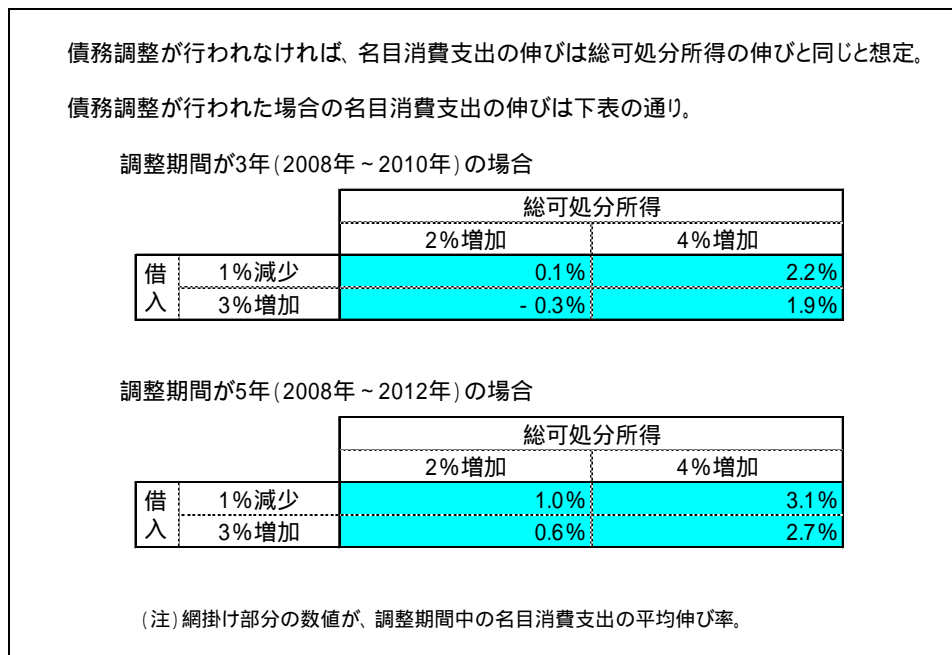 債務調整が行われなければ、名目消費支出の伸びは総可処分所得の伸びと同じと想定。
債務調整が行われた場合の名目消費支出の伸びは下表の通り。
調整期間が3年(2008年~2010年)の場合
総可処分所得
2%増加 4%増加
借入 1%減少 0.1% 2.2%
3%増加 - 0.3% 1.9%
調整期間が5年(2008年~2012年)の場合
総可処分所得
2%増加 4%増加
借入 1%減少 1.0% 3.1%
3%増加 0.6% 2.7%
(注)網掛け部分の数値が、調整期間中の名目消費支出の平均伸び率。